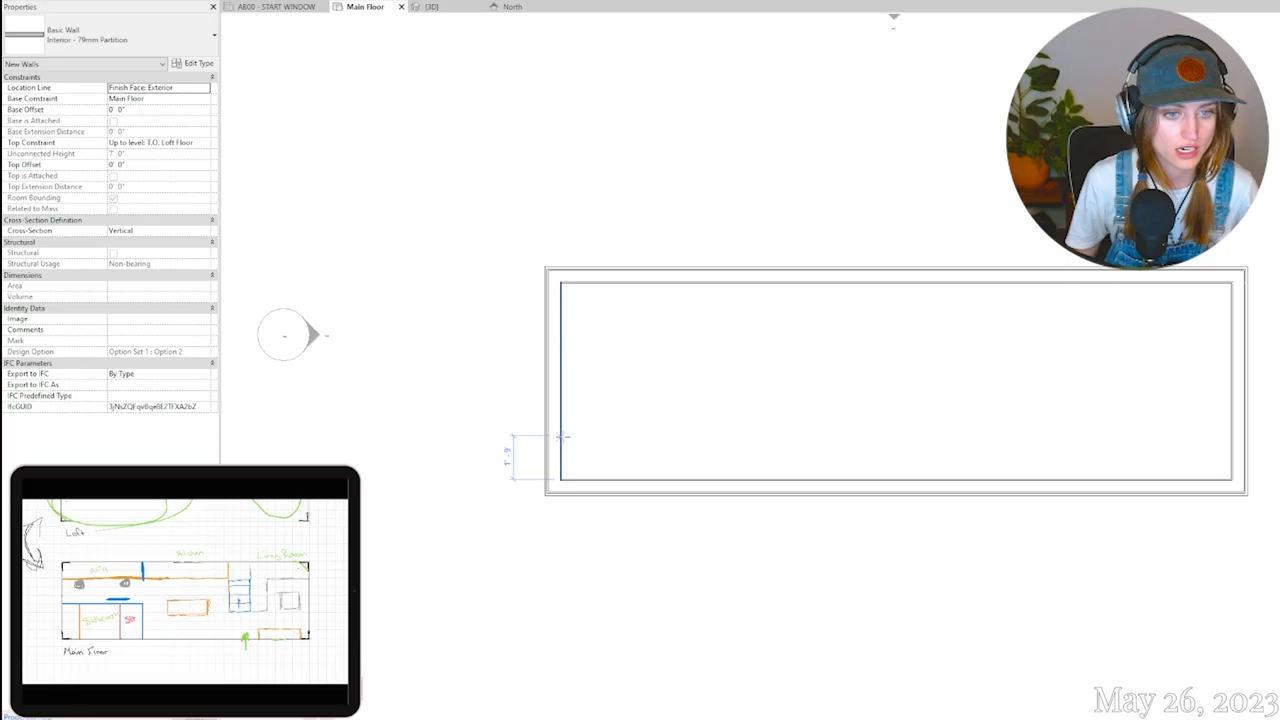 Properties
AB00 - START WINDOW
Main Floor
{3D}
North
Basic Wall
Interior - 79mm Partition
New Walls
Edit Type
Constraints
Location Line Finish Face: Exterior
Base Constraint Main Floor
Base Offset 0' 0"
Base is Attached
Base Extension Distance 0' 0"
Top Constraint Up to level: T.O. Loft Floor
Unconnected Height 7' 0"
Top Offset 0' 0"
Top is Attached
Top Extension Distance 0' 0"
Room Bounding
Related to Mass
Cross-Section Definition
Cross-Section Vertical
Structural
Structural
Structural Usage Non-bearing
Dimensions
Area
Volume
Identity Data
Image
Comments
Mark
Design Option Option Set 1 : Option 2
IFC Parameters
Export to IFC By Type
Export to IFC As
IFC Predefined Type
IfcGUID
1' - 9"
Loft
Kitchen
Living Room
Bathroom
Main Floor
May 26, 2023